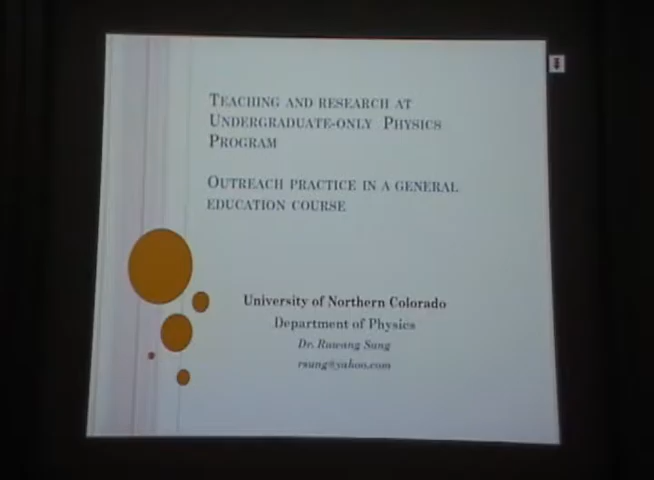 TEACHING AND RESEARCH AT
UNDERGRADUATE-ONLY PHYSICS
PROGRAM
OUTREACH PRACTICE IN A GENERAL
EDUCATION COURSE
University of Northern Colorado
Department of Physics
Dr. Ruwang Sung
rsung@yahoo.com